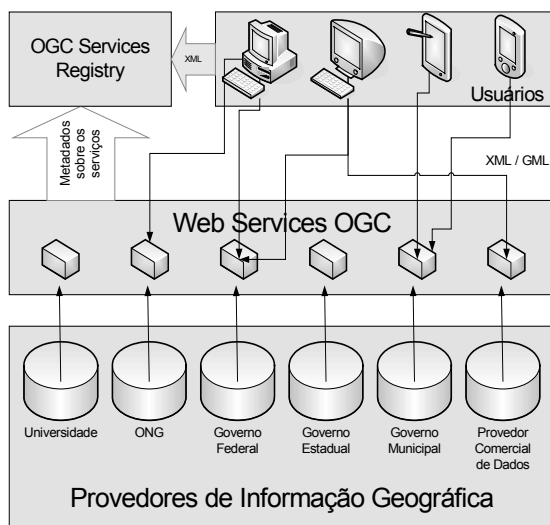 OGC Services
Registry
XML
Usuários
Metadados
sobre os
serviços
XML / GML
Web Services OGC
Universidade
ONG
Governo
Federal
Governo
Estadual
Governo
Municipal
Provedor
Comercial
de Dados
Provedores de Informação Geográfica